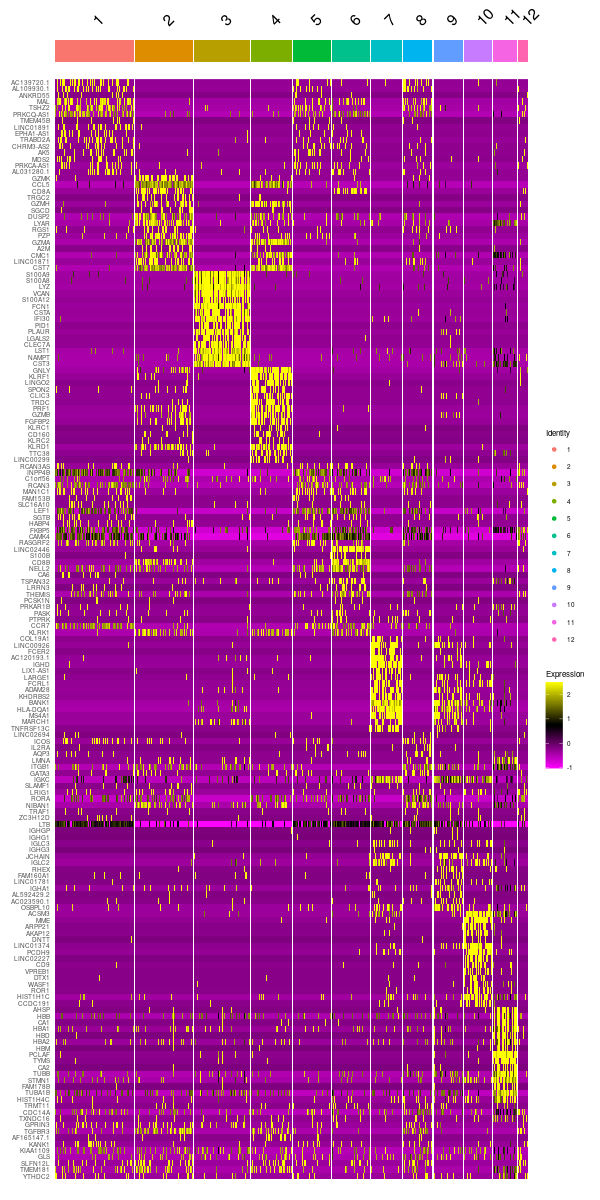 1 2 3 4 5 6 7 8 9 10 11 12
AC139720.1
AL109930.1
ANKRD55
MAL
TSHZ2
PRKCQ-AS1
TMEM45B
LINC01891
EPHA1-AS1
TRABD2A
CHRM3-AS2
AK5
MDS2
PRKCA-AS1
AL031280.1
GZMK
CCL5
CD8A
TRGC2
GZMH
SGCD
DUSP2
LYAR
RGS1
PZP
GZMA
A2M
CMC1
LINC01871
CST7
S100A9
S100A8
LYZ
VCAN
S100A12
FCN1
CSTA
IFI30
PID1
PLAUR
LGALS2
CLEC7A
LST1
NAMPT
CST3
GNLY
KLRF1
LINGO2
SPON2
CLIC3
TRDC
PRF1
GZMB
FGFBP2
KLRC1
CD160
KLRC2
KLRD1
TTC38
LINC00299
RCAN3AS
INPP4B
C1orf56
RCAN3
MAN1C1
FAM153B
SLC16A10
LEF1
SGTB
HABP4
FKBP5
CAMK4
RASGRF2
LINC02446
S100B
CD8B
NELL2
CA6
TSPAN32
LRRN3
THEMIS
PCSK1N
PRKAR1B
PASK
PTPRK
CCR7
KLRK1
COL19A1
LINC00926
FCER2
AC120193.1
IGHD
LIX1-AS1
LARGE1
FCRL1
ADAM28
KHDRBS2
BANK1
HLA-DQA1
MS4A1
MARCH1
TNFRSF13C
LINC02694
ICOS
IL2RA
AQP3
LMNA
ITGB1
GATA3
IGKC
SLAMF1
LRIG1
RORA
NIBAN1
TRAF1
ZC3H12D
LTB
IGHGP
IGHG1
IGLC3
IGHG3
JCHAIN
IGLC2
RHEX
FAM160A1
LINC01781
IGHA1
AL592429.2
AC023590.1
OSBPL10
ACSM3
MME
ARPP21
AKAP12
DNTT
LINC01374
PCDH9
LINC02227
CD9
VPREB1
DTX1
WASF1
ROR1
HIST1H1C
CCDC191
AHSP
HBB
CA1
HBA1
HBD
HBA2
HBM
PCLAF
TYMS
CA2
TUBB
STMN1
FAM178B
TUBA1B
HIST1H4C
TRMT11
CDC14A
TXNDC16
GPRIN3
TGFBR3
AF165147.1
KANK1
KIAA1109
GLS
SLFN12L
TMEM181
YTHDC2
Identity
1
2
3
4
5
6
7
8
9
10
11
12
Expression
2
1
0
-1